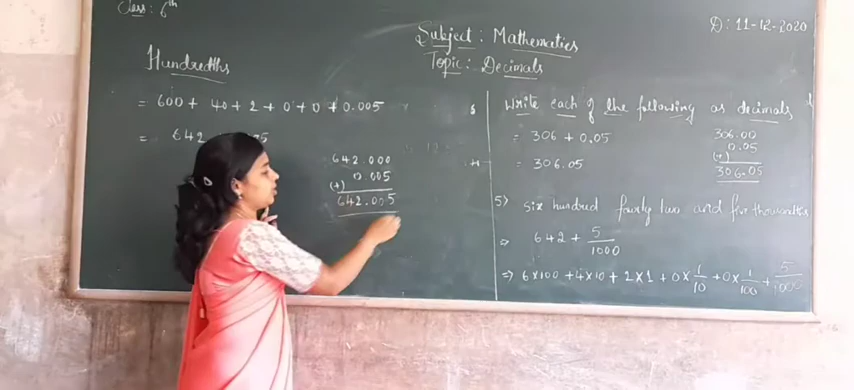 Class: 6th
Subject: Mathematics
D: 11-12-2020
Topic: Decimals
Hundredths
= 600 + 40 + 2 + 0 + 0 + 0.005
= 642
642.000
0.005
(+)
642.005
Write each of the following as decimals
= 306 + 0.05
= 306.05
306.00
0.05
(+)
306.05
5) Six hundred fourty two and five thousandths
⇒ 642 + 5/1000
⇒ 6×100 + 4×10 + 2×1 + 0×1/10 + 0×1/100 + 5/1000